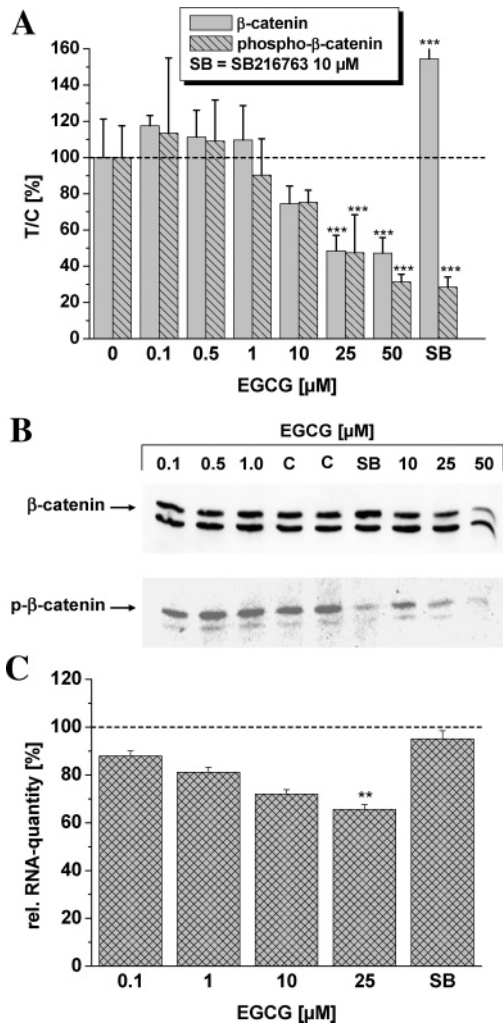 A
β-catenin
phospho-β-catenin
SB = SB216763 10 µM
T/C [%]
160
140
120
100
80
60
40
20
0
***
***
***
***
***
***
0 0.1 0.5 1 10 25 50 SB
EGCG [µM]
B
EGCG [µM]
0.1 0.5 1.0 C C SB 10 25 50
β-catenin
p-β-catenin
C
rel. RNA-quantity [%]
120
100
80
60
40
20
0
**
0.1 1 10 25 SB
EGCG [µM]